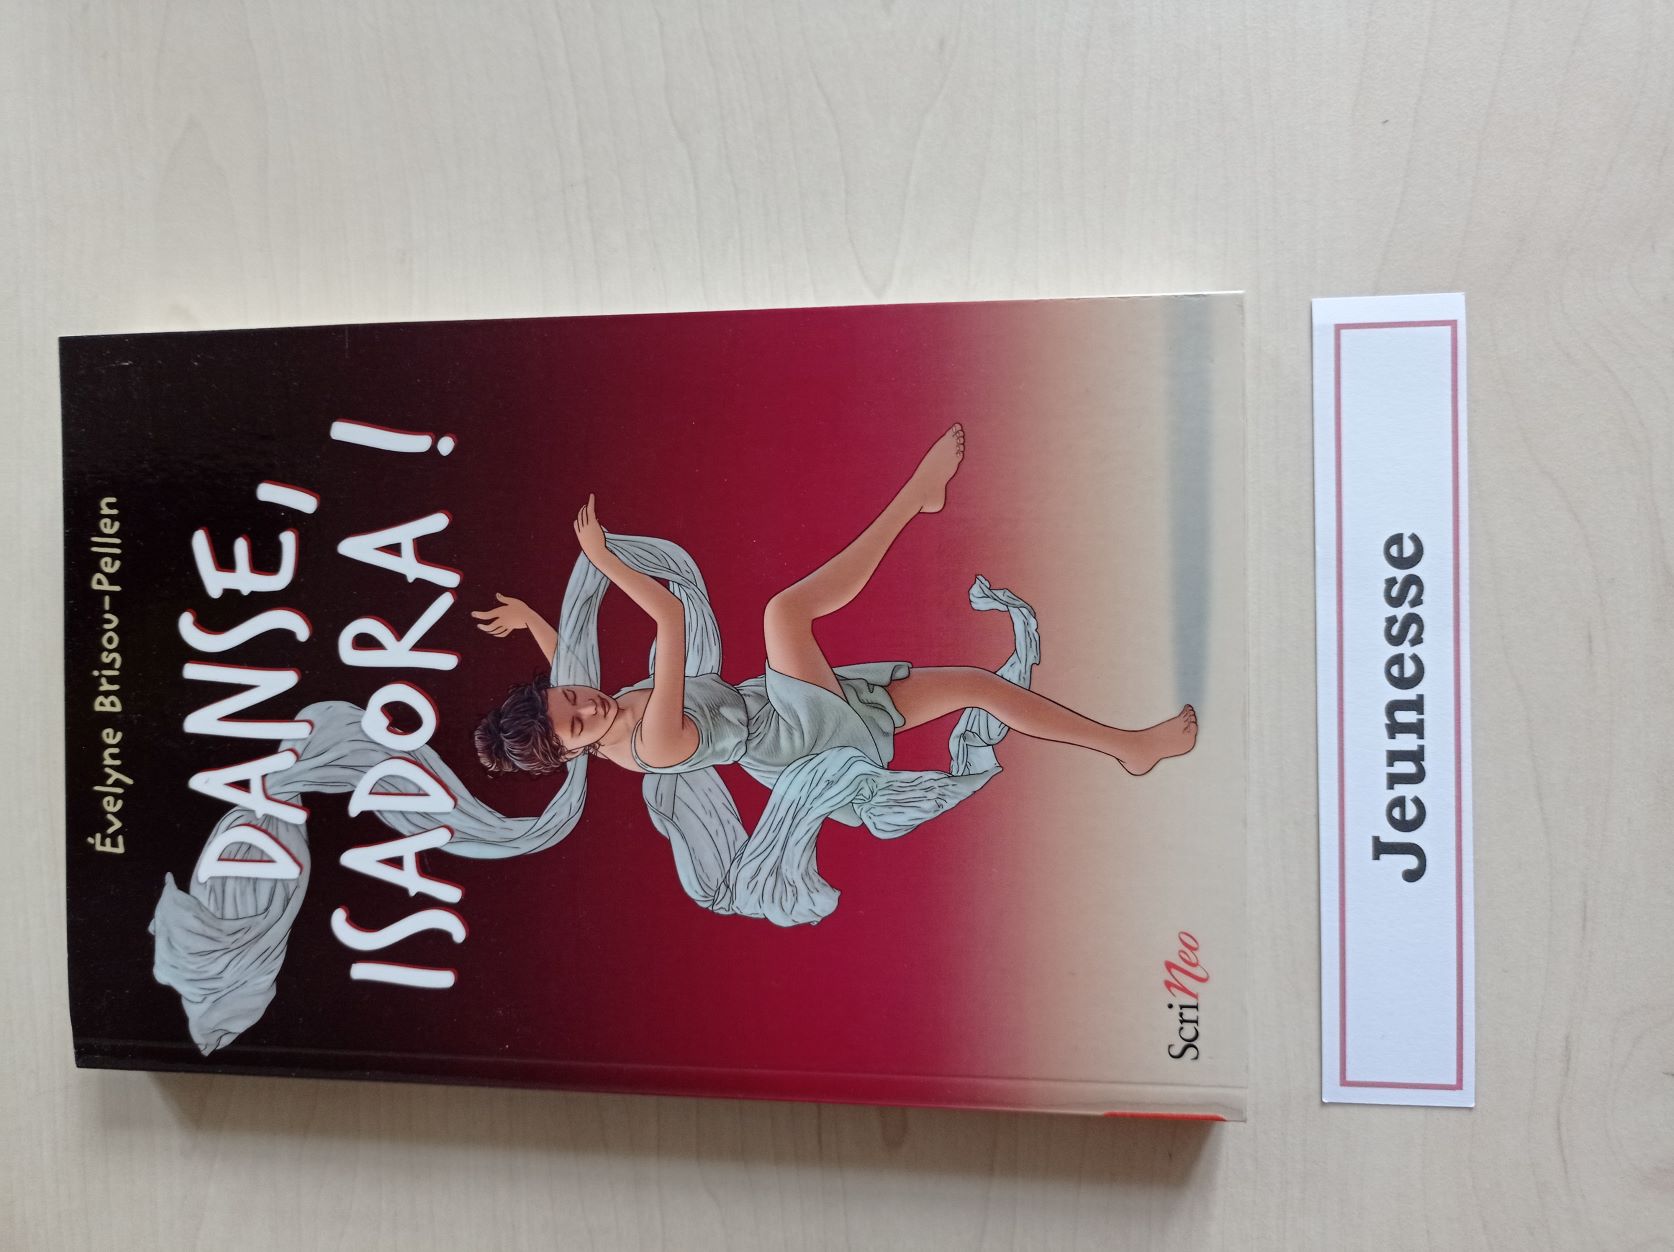 Évelyne Brisou-Pellen
DANSE,
ISADORA !
ScriNeo
Jeunesse